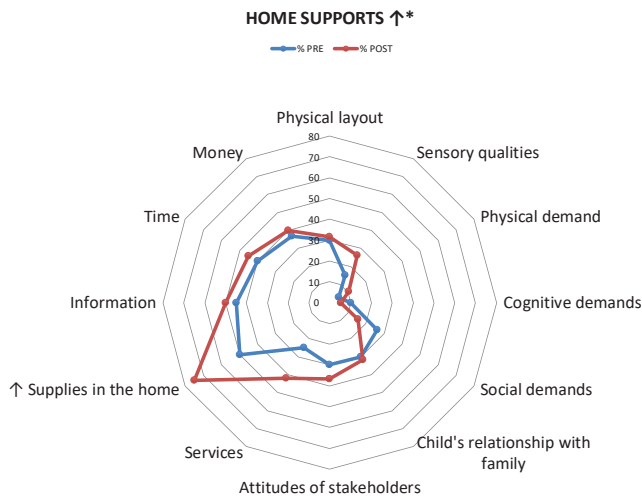 HOME SUPPORTS ↑*
% PRE
% POST
Physical layout
Sensory qualities
Physical demand
Cognitive demands
Social demands
Child's relationship with
family
Attitudes of stakeholders
Services
↑ Supplies in the home
Information
Time
Money
80
70
60
50
40
30
20
10
0